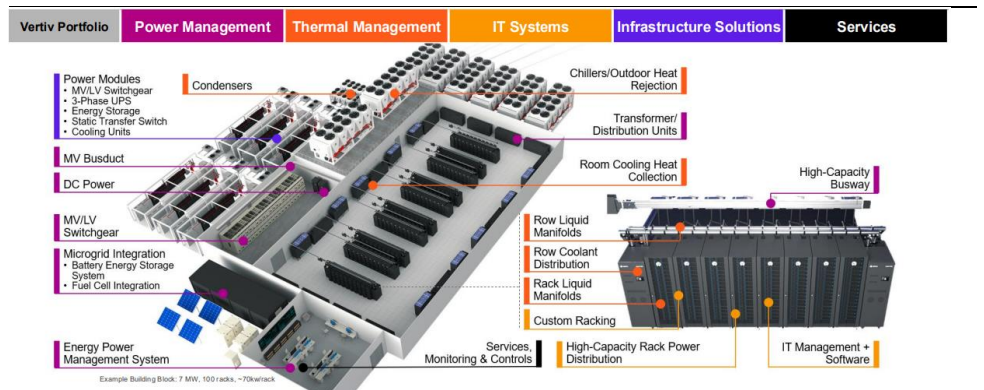 Vertiv Portfolio
Power Management
Thermal Management
IT Systems
Infrastructure Solutions
Services
Power Modules
• MV/LV Switchgear
• 3-Phase UPS
• Energy Storage
• Static Transfer Switch
• Cooling Units
Condensers
Chillers/Outdoor Heat
Rejection
Transformer/
Distribution Units
MV Busduct
DC Power
Room Cooling Heat
Collection
High-Capacity
Busway
MV/LV
Switchgear
Microgrid Integration
• Battery Energy Storage
System
• Fuel Cell Integration
Row Liquid
Manifolds
Row Coolant
Distribution
Rack Liquid
Manifolds
Custom Racking
Energy Power
Management System
Services,
Monitoring & Controls
High-Capacity Rack Power
Distribution
IT Management +
Software
Example Building Block: 7 MW, 100 racks, ~70kw/rack